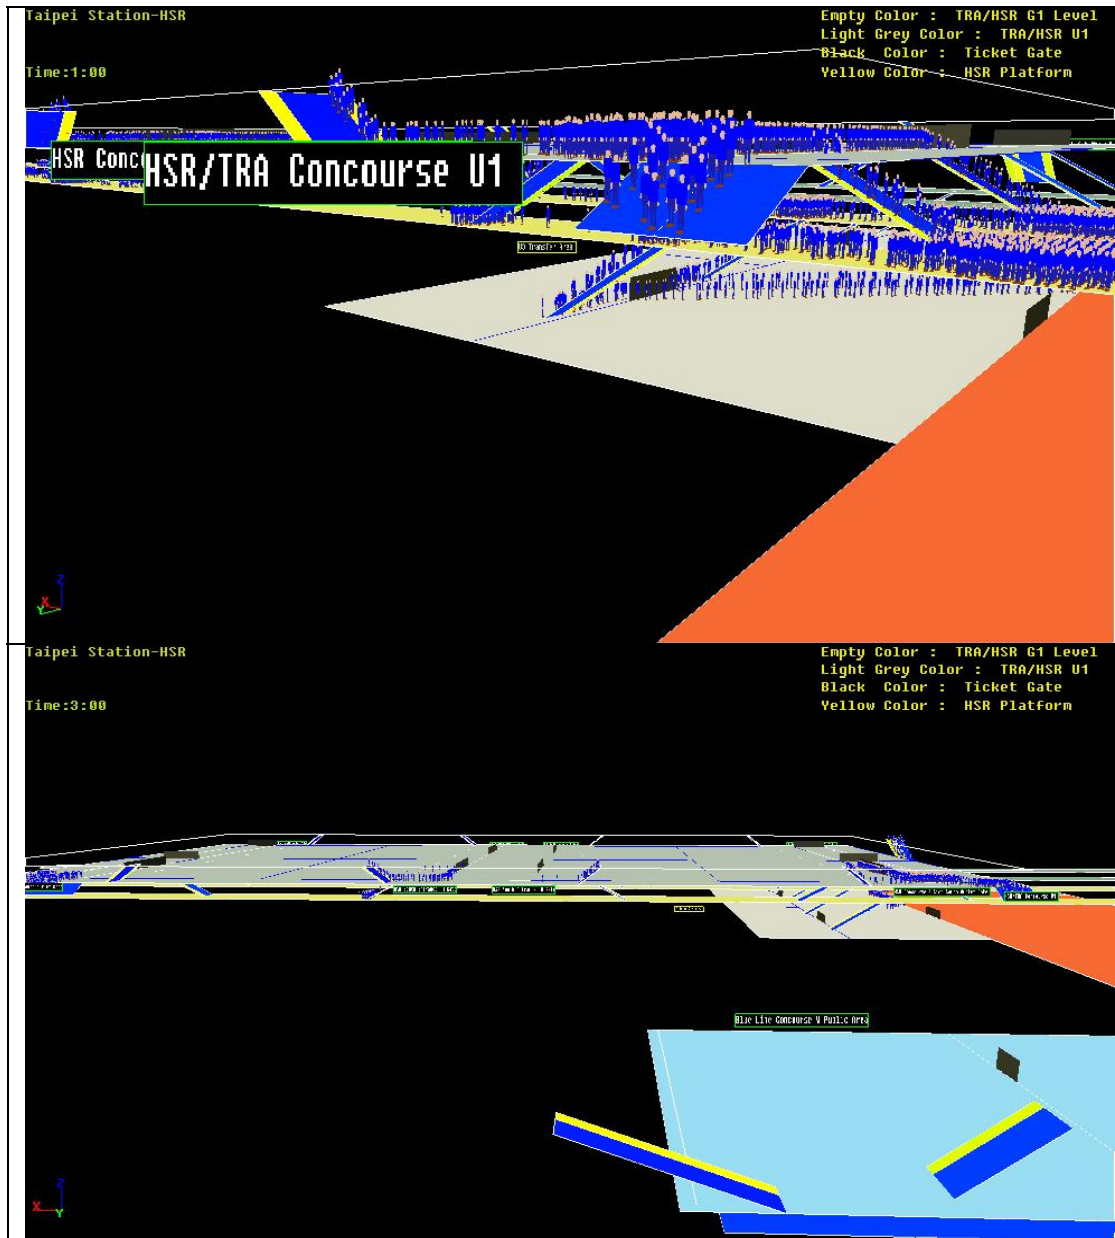 Taipei Station-HSR
Empty Color :  TRA/HSR G1 Level
Light Grey Color :  TRA/HSR U1
Black  Color :  Ticket Gate
Time:1:00
Yellow Color :  HSR Platform
HSR Conc
HSR/TRA Concourse U1
U3 Transfer Area
Z
X
Y
Taipei Station-HSR
Empty Color :  TRA/HSR G1 Level
Light Grey Color :  TRA/HSR U1
Black  Color :  Ticket Gate
Time:3:00
Yellow Color :  HSR Platform
Blue Line Concourse W Public Area
Z
X
Y